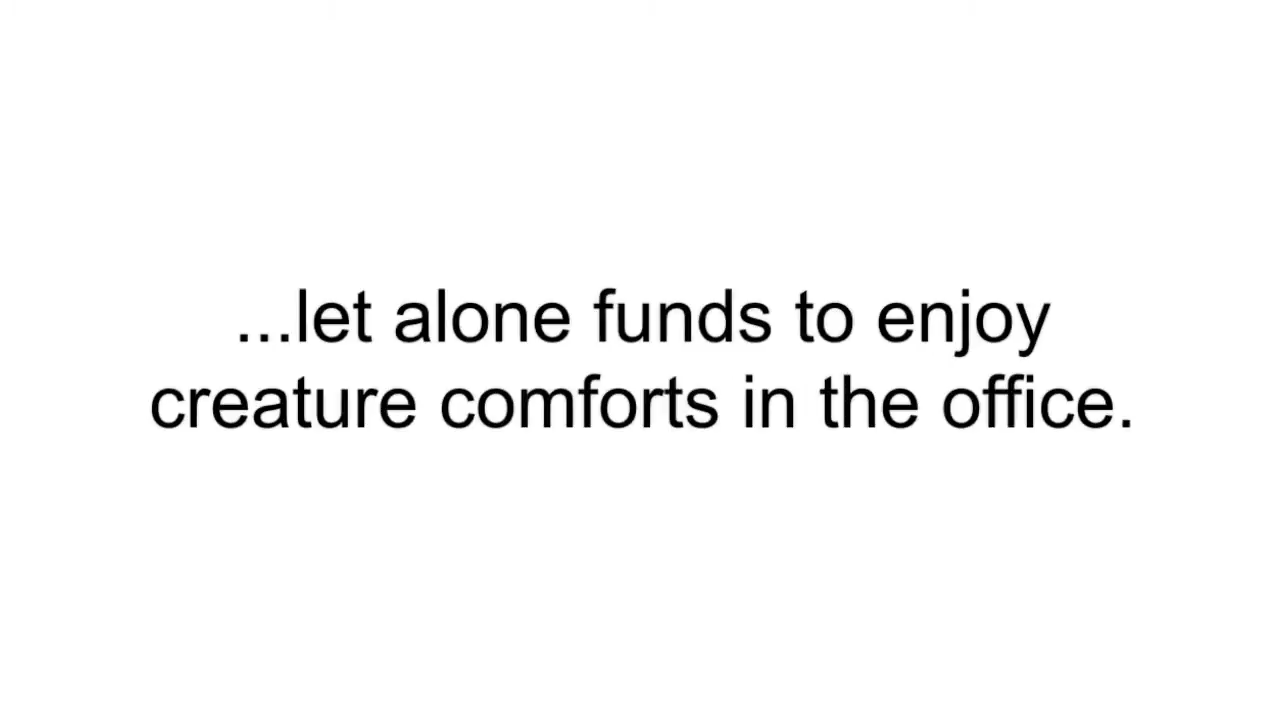 ...let alone funds to enjoy
creature comforts in the office.